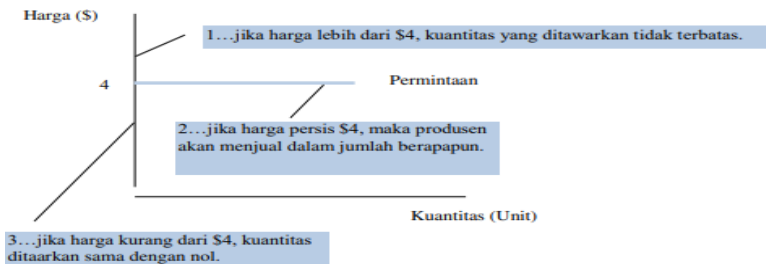 Harga ($)
1…jika harga lebih dari $4, kuantitas yang ditawarkan tidak terbatas.
4
Permintaan
2…jika harga persis $4, maka produsen
akan menjual dalam jumlah berapapun.
Kuantitas (Unit)
3…jika harga kurang dari $4, kuantitas
ditaarkan sama dengan nol.